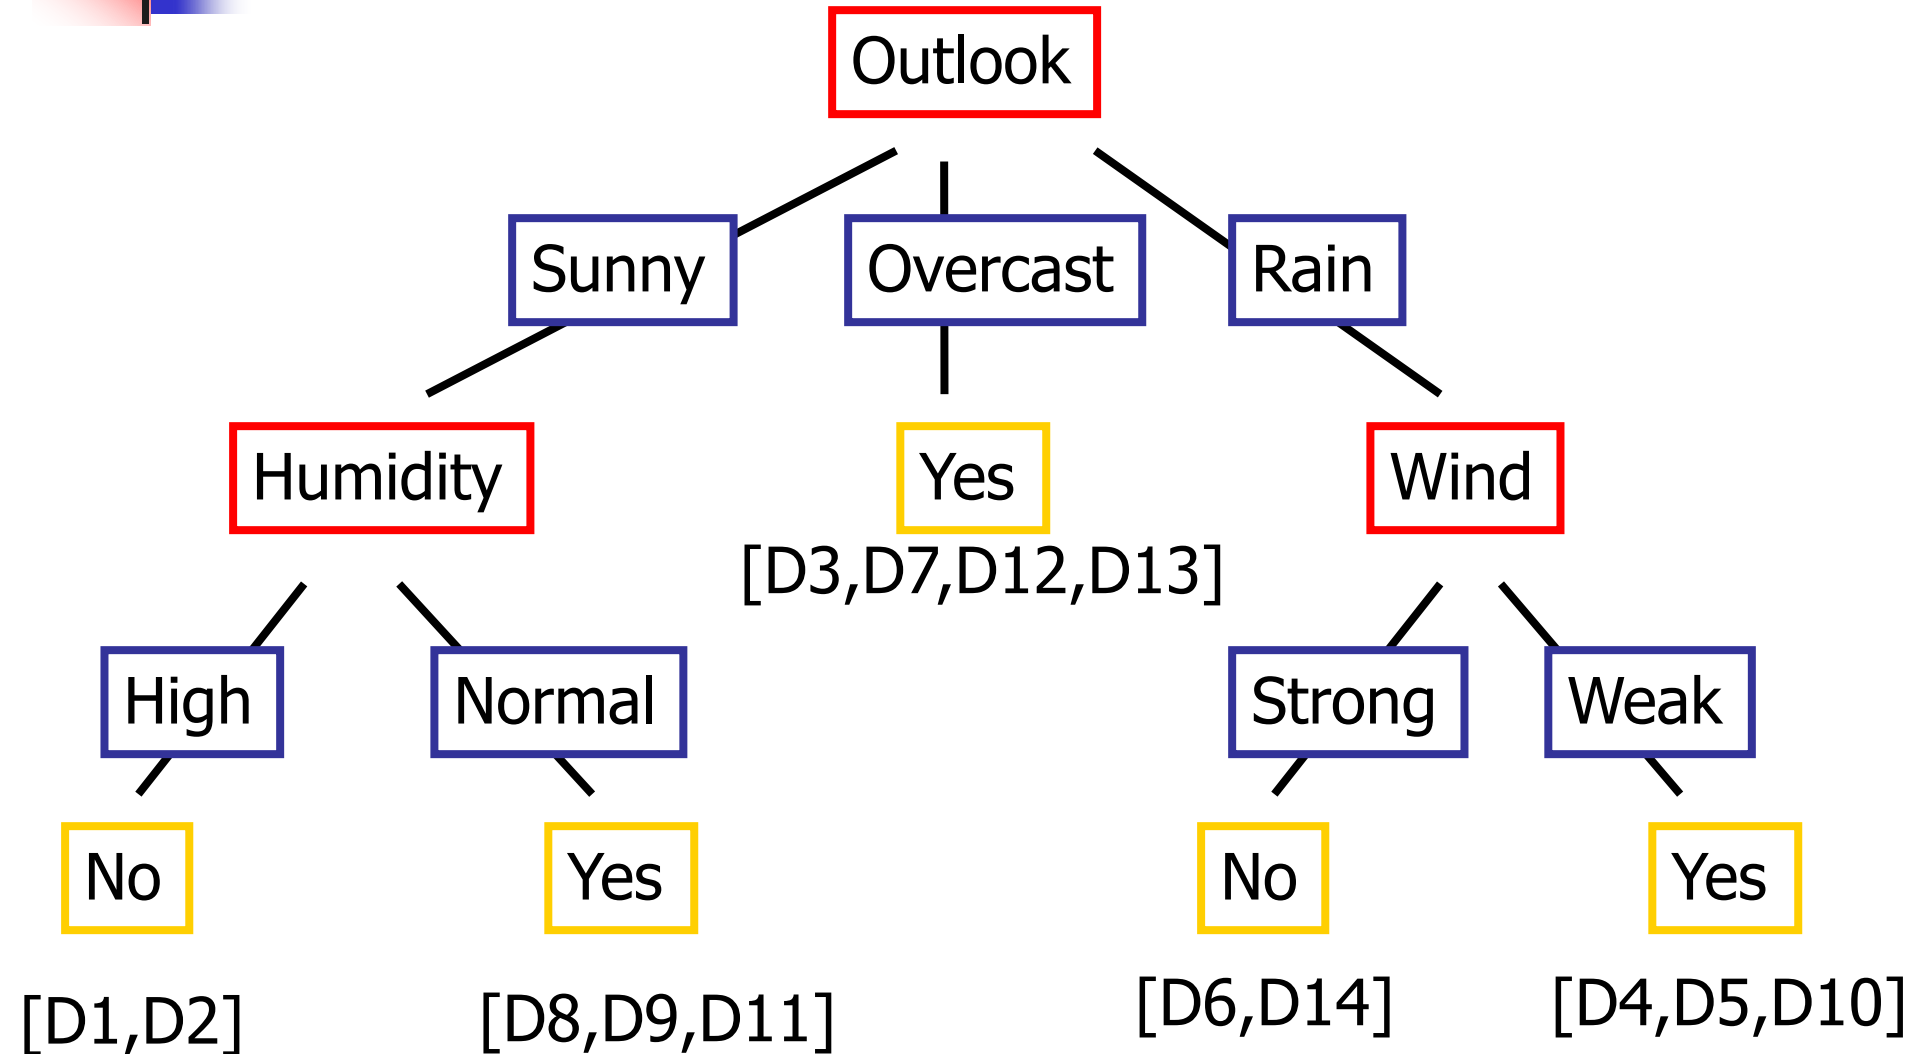 Outlook
Sunny Overcast Rain
Humidity Yes Wind
[D3,D7,D12,D13]
High Normal Strong Weak
No Yes No Yes
[D1,D2] [D8,D9,D11] [D6,D14] [D4,D5,D10]